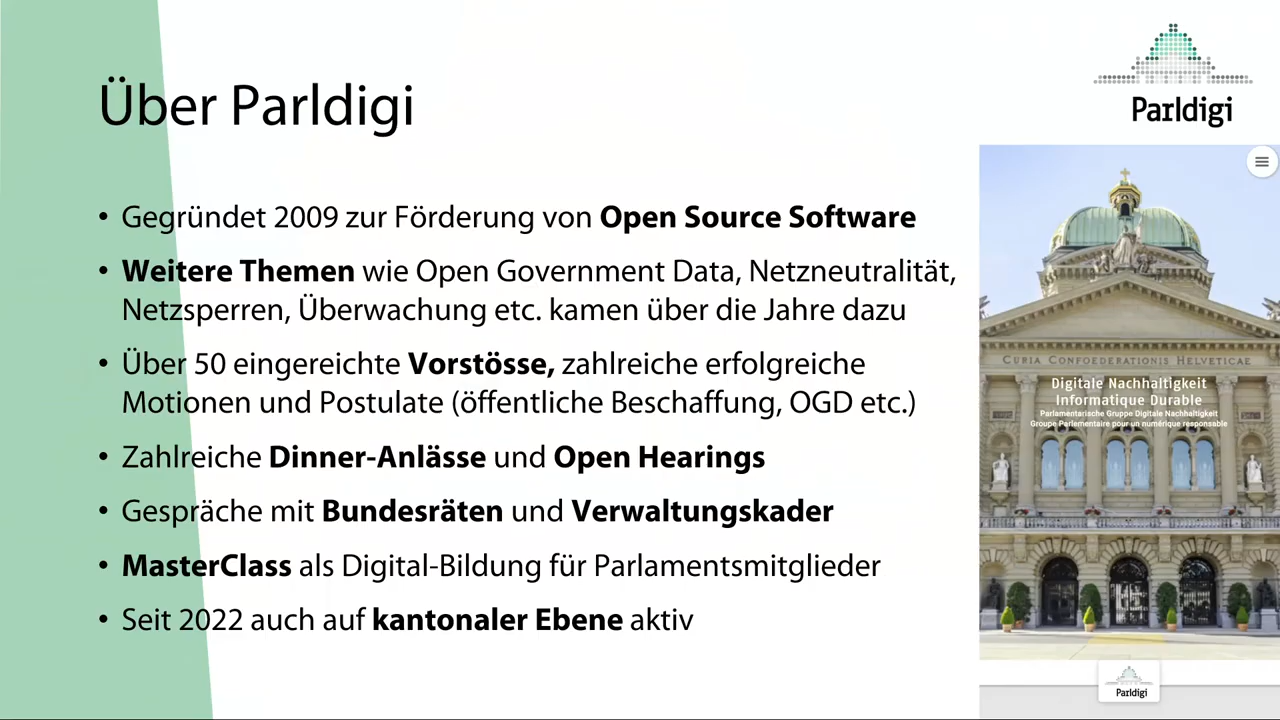 Über Parldigi
Parldigi
• Gegründet 2009 zur Förderung von Open Source Software
• Weitere Themen wie Open Government Data, Netzneutralität,
Netzsperren, Überwachung etc. kamen über die Jahre dazu
• Über 50 eingereichte Vorstösse, zahlreiche erfolgreiche
Motionen und Postulate (öffentliche Beschaffung, OGD etc.)
• Zahlreiche Dinner-Anlässe und Open Hearings
• Gespräche mit Bundesräten und Verwaltungskader
• MasterClass als Digital-Bildung für Parlamentsmitglieder
• Seit 2022 auch auf kantonaler Ebene aktiv
CURIA CONFOEDERATIONIS HELVETICAE
Digitale Nachhaltigkeit
Informatique Durable
Parlamentarische Gruppe Digitale Nachhaltigkeit
Groupe Parlementaire pour un numérique responsable
Parldigi